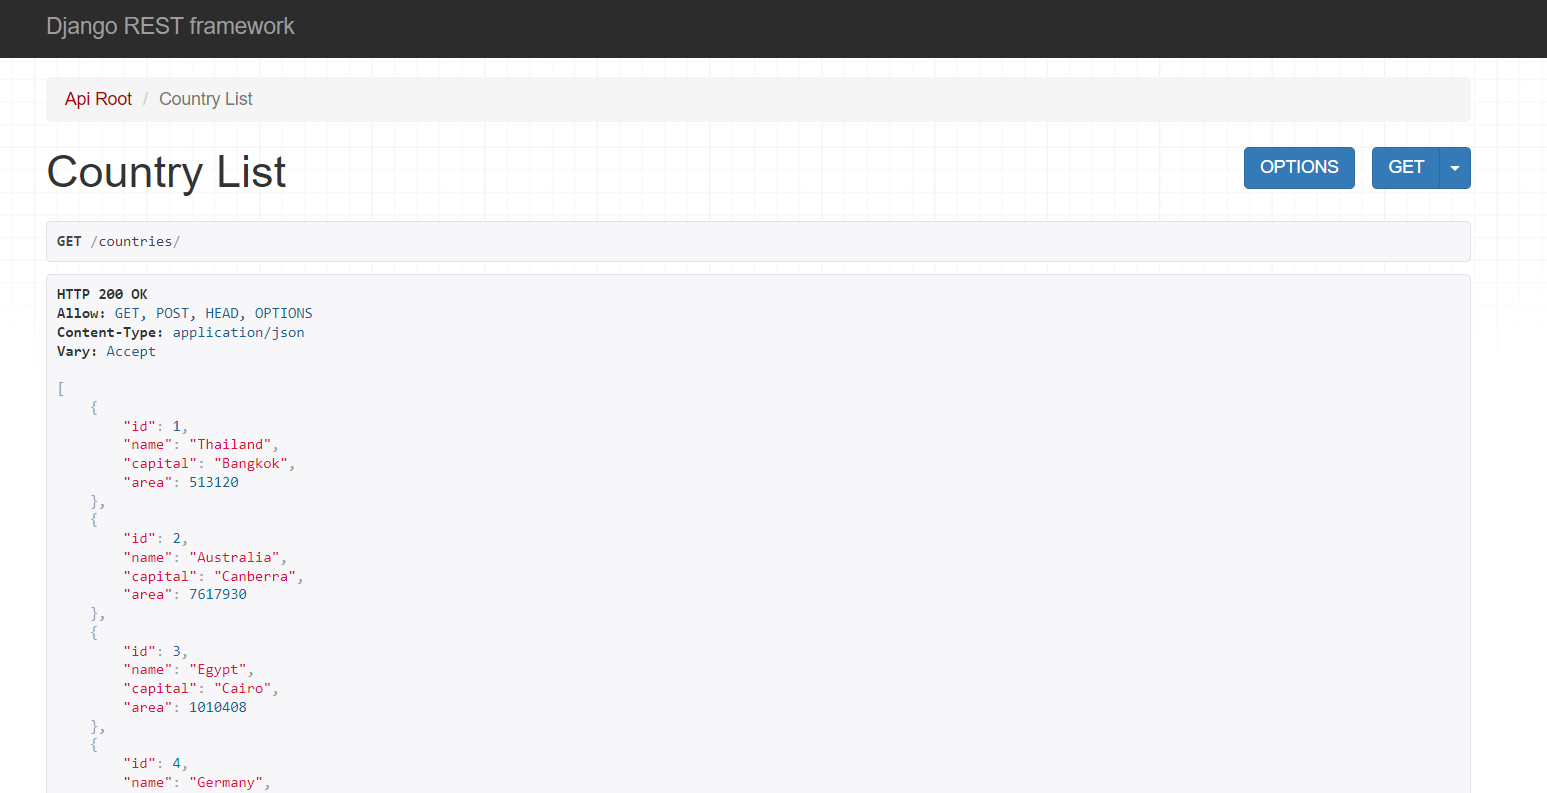 Django REST framework
Api Root / Country List
Country List
OPTIONS
GET
GET /countries/
HTTP 200 OK
Allow: GET, POST, HEAD, OPTIONS
Content-Type: application/json
Vary: Accept
[
    {
        "id": 1,
        "name": "Thailand",
        "capital": "Bangkok",
        "area": 513120
    },
    {
        "id": 2,
        "name": "Australia",
        "capital": "Canberra",
        "area": 7617930
    },
    {
        "id": 3,
        "name": "Egypt",
        "capital": "Cairo",
        "area": 1010408
    },
    {
        "id": 4,
        "name": "Germany",